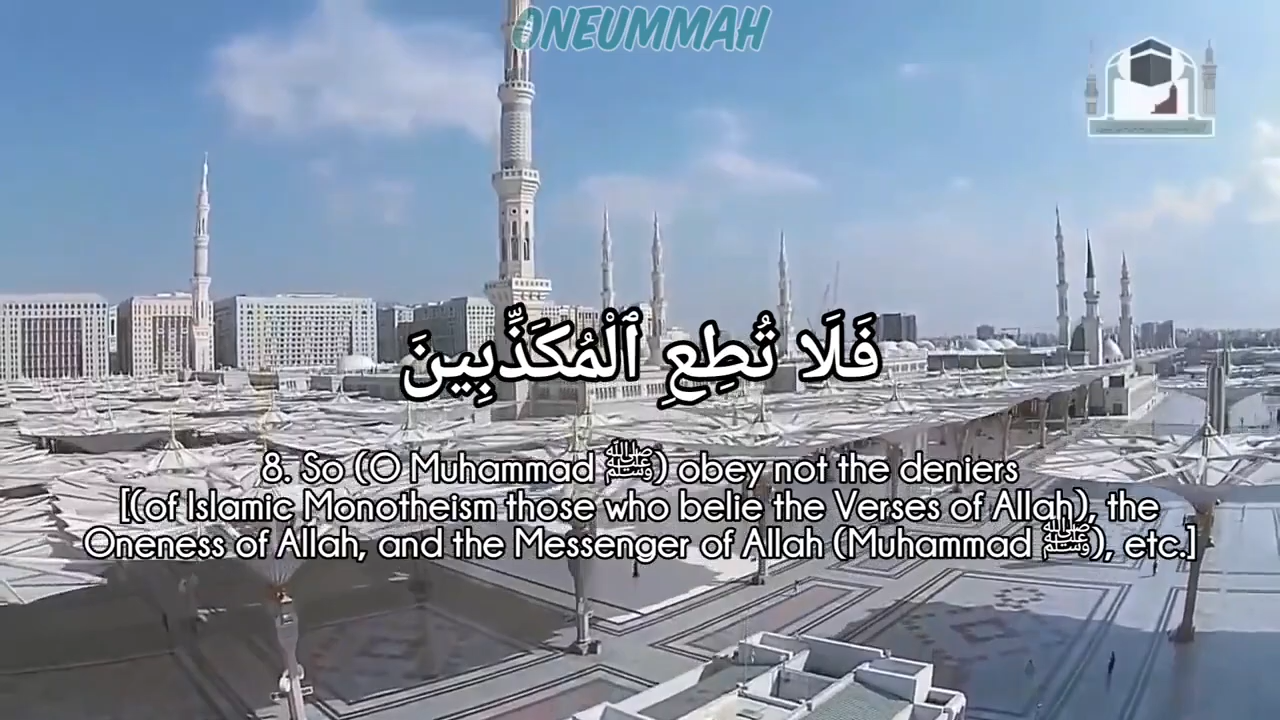 ONEUMMAH
فَلَا تُطِعِ ٱلْمُكَذِّبِينَ
8. So (O Muhammad ﷺ) obey not the deniers
[(of Islamic Monotheism those who belie the Verses of Allah), the
Oneness of Allah, and the Messenger of Allah (Muhammad ﷺ), etc.]